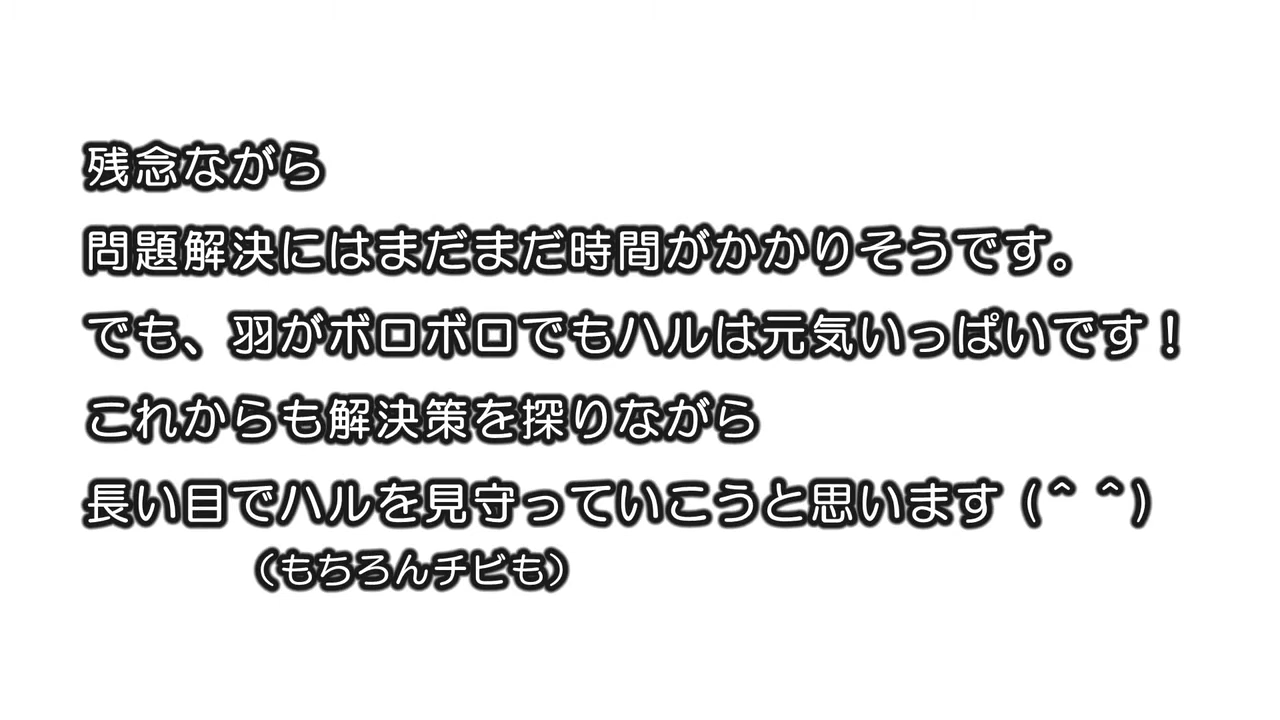 残念ながら
問題解決にはまだまだ時間がかかりそうです。
でも、羽がボロボロでもハルは元気いっぱいです！
これからも解決策を探りながら
長い目でハルを見守っていこうと思います（＾ ＾）
（もちろんチビも）